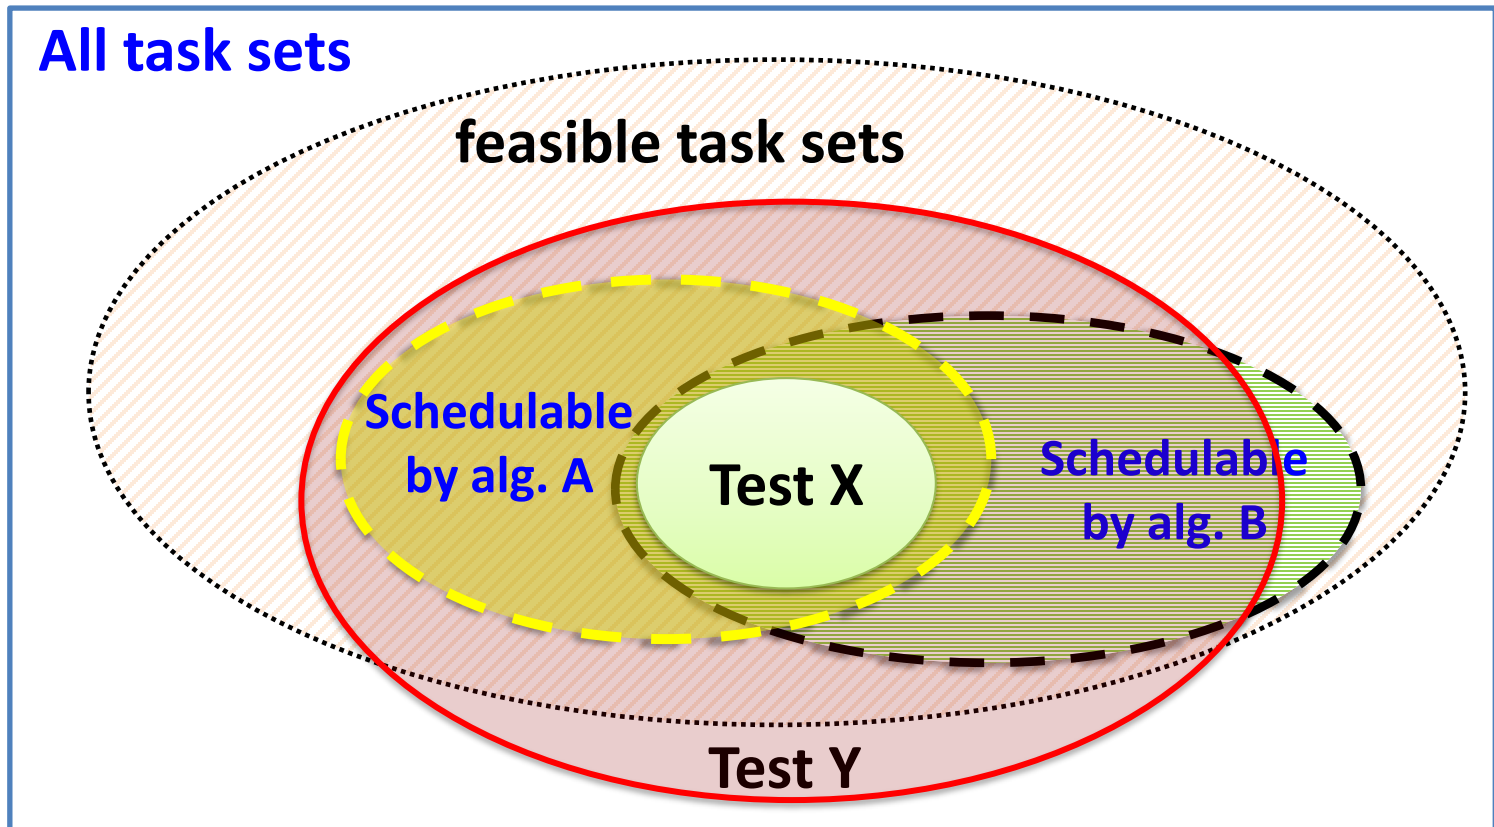 All task sets
feasible task sets
Schedulable
by alg. A
Test X
Schedulable
by alg. B
Test Y